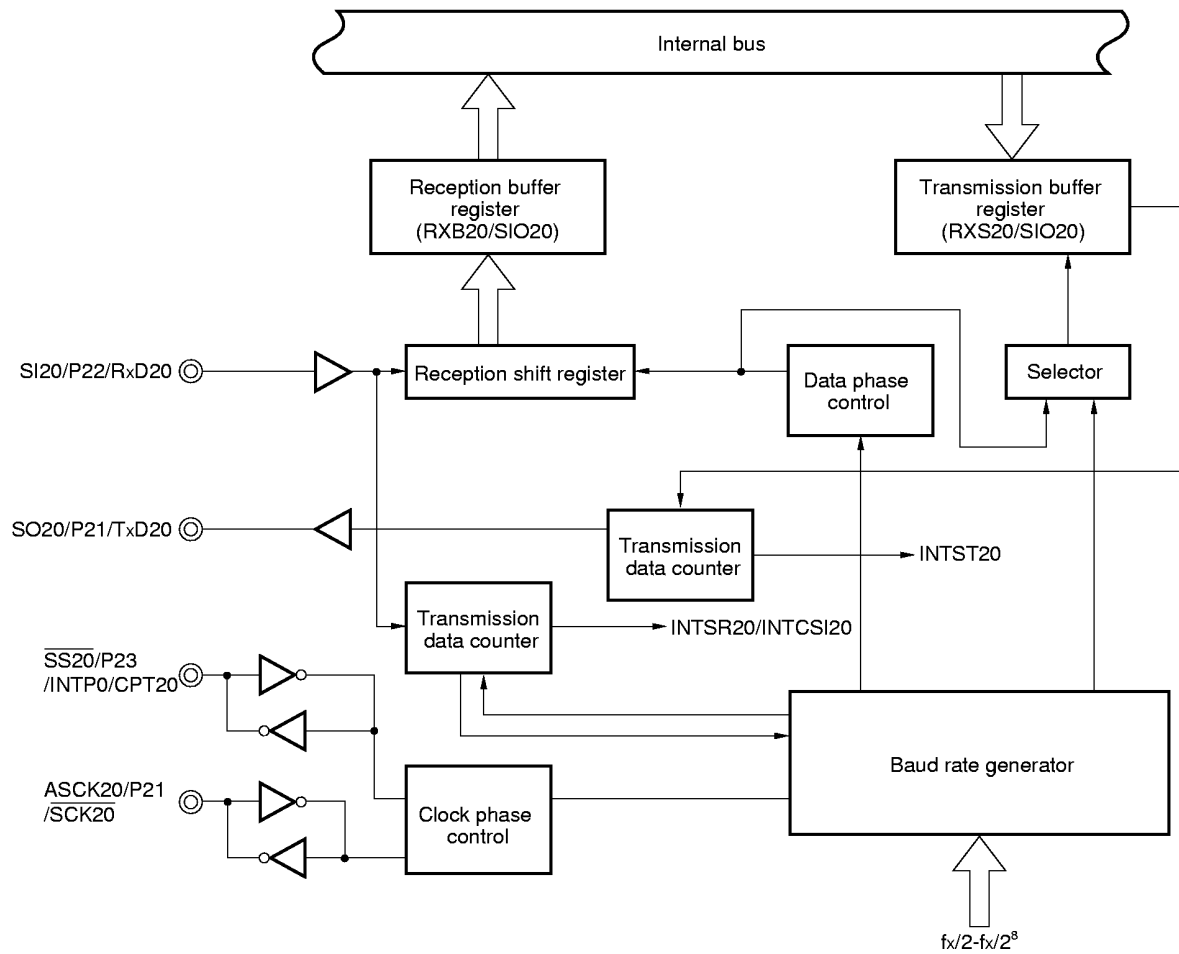 Internal bus
Reception buffer
register
(RXB20/SIO20)
Transmission buffer
register
(RXS20/SIO20)
SI20/P22/RxD20
Reception shift register
Data phase
control
Selector
SO20/P21/TxD20
Transmission
data counter
INTST20
Transmission
data counter
INTSR20/INTCSI20
SS20/P23
/INTP0/CPT20
Baud rate generator
ASCK20/P21
/SCK20
Clock phase
control
fx/2-fx/2⁸